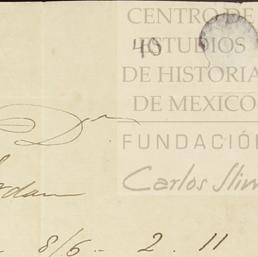 CENTRO DE
ESTUDIOS
DE HISTORIA
DE MEXICO
40
FUNDACIÓN
Carlos Slim
8/6 - 2. 11